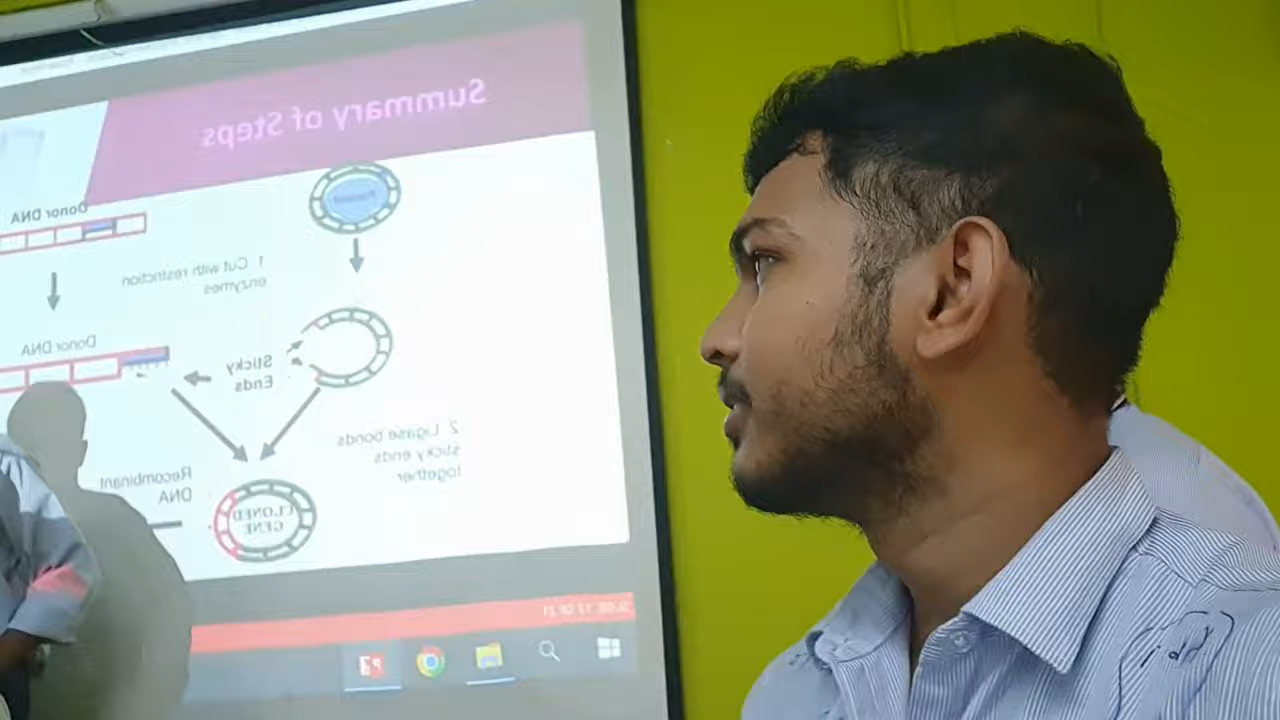 Summary of Steps
Donor DNA
1. Cut with restriction
enzymes
Donor DNA
Sticky
Ends
2. Ligase bonds
sticky ends
together
Recombinant
DNA
CLONED
GENE